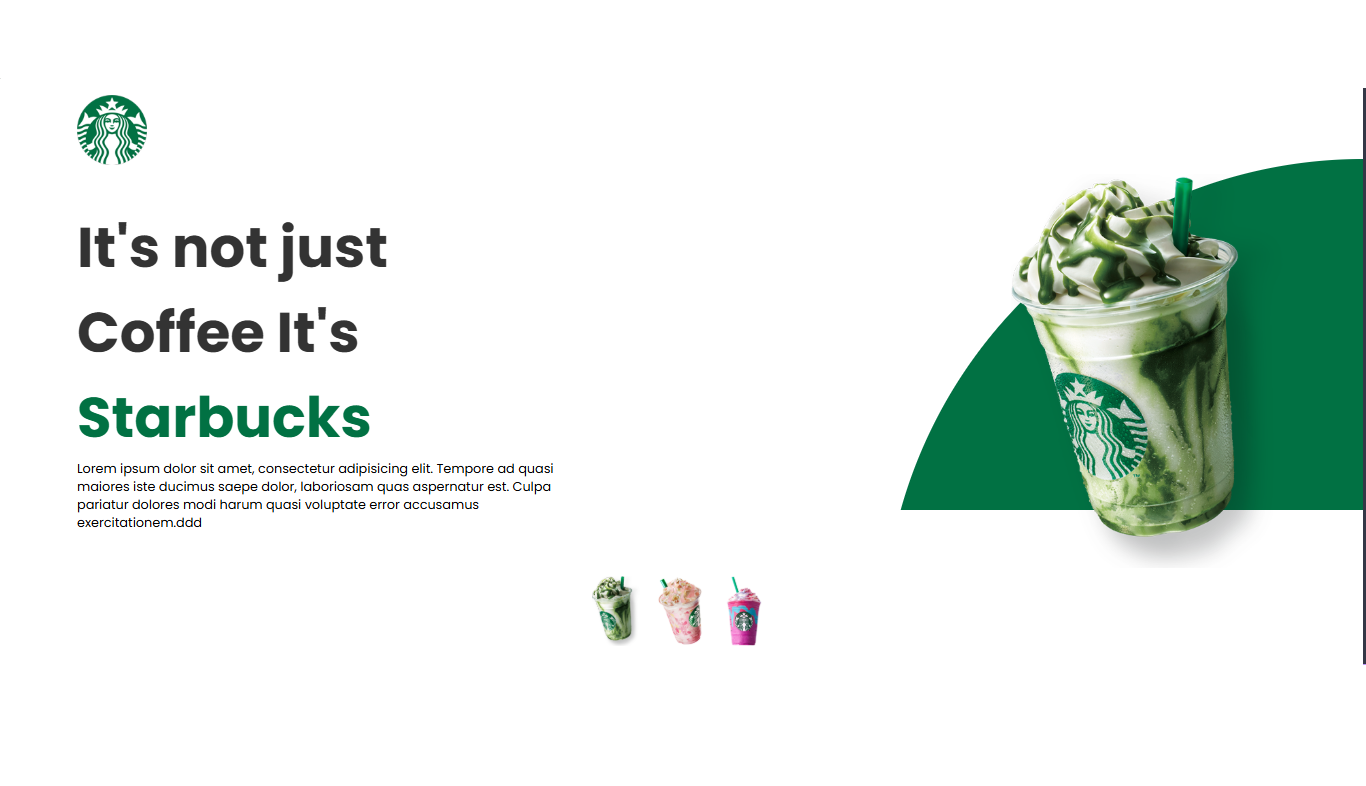 It's not just
Coffee It's
Starbucks
Lorem ipsum dolor sit amet, consectetur adipisicing elit. Tempore ad quasi
maiores iste ducimus saepe dolor, laboriosam quas aspernatur est. Culpa
pariatur dolores modi harum quasi voluptate error accusamus
exercitationem.ddd